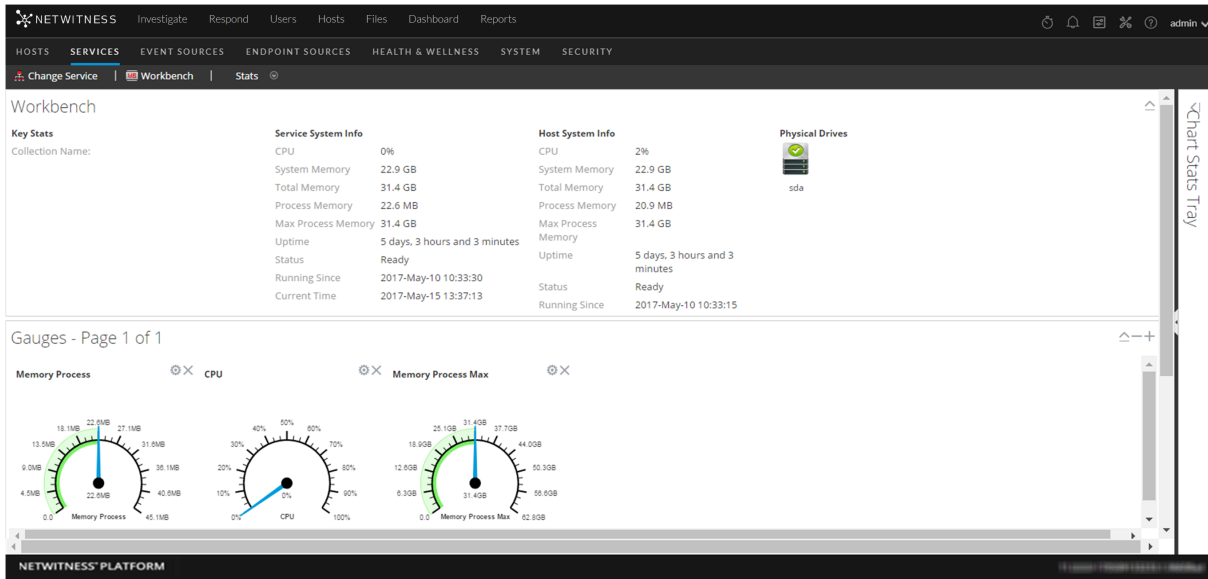 NETWITNESS Investigate Respond Users Hosts Files Dashboard Reports admin
HOSTS SERVICES EVENT SOURCES ENDPOINT SOURCES HEALTH & WELLNESS SYSTEM SECURITY
Change Service | MB Workbench | Stats
Workbench
Chart Stats Tray
Key Stats
Collection Name:
Service System Info
CPU 0%
System Memory 22.9 GB
Total Memory 31.4 GB
Process Memory 22.6 MB
Max Process Memory 31.4 GB
Uptime 5 days, 3 hours and 3 minutes
Status Ready
Running Since 2017-May-10 10:33:30
Current Time 2017-May-15 13:37:13
Host System Info
CPU 2%
System Memory 22.9 GB
Total Memory 31.4 GB
Process Memory 20.9 MB
Max Process 31.4 GB
Memory
Uptime 5 days, 3 hours and 3
minutes
Status Ready
Running Since 2017-May-10 10:33:15
Physical Drives
sda
Gauges - Page 1 of 1
Memory Process
0.0
4.5MB
9.0MB
13.5MB
18.1MB
22.6MB
27.1MB
31.6MB
36.1MB
40.6MB
45.1MB
22.6MB
Memory Process
CPU
0%
10%
20%
30%
40%
50%
60%
70%
80%
90%
100%
0%
CPU
Memory Process Max
0.0
6.3GB
12.6GB
18.9GB
25.1GB
31.4GB
37.7GB
44.0GB
50.3GB
56.6GB
62.8GB
31.4GB
Memory Process Max
NETWITNESS PLATFORM